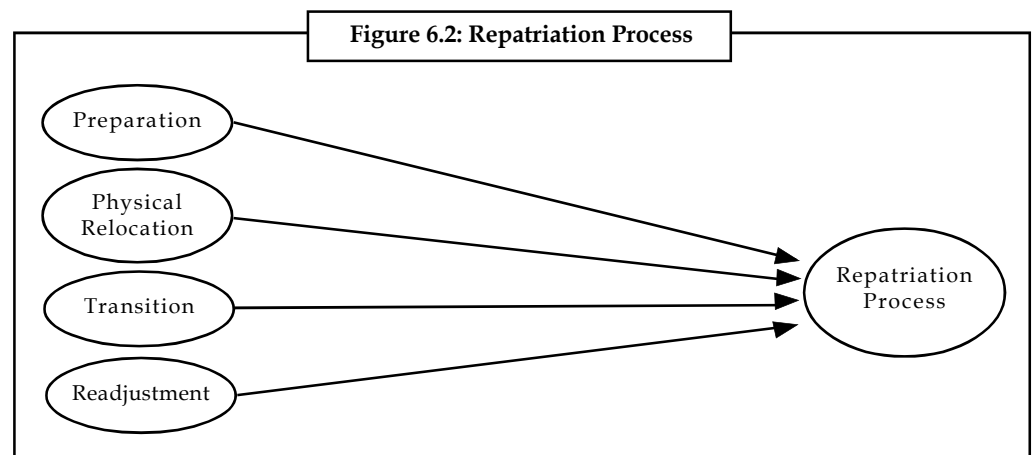 Figure 6.2: Repatriation Process
Preparation
Physical
Relocation
Transition
Readjustment
Repatriation
Process